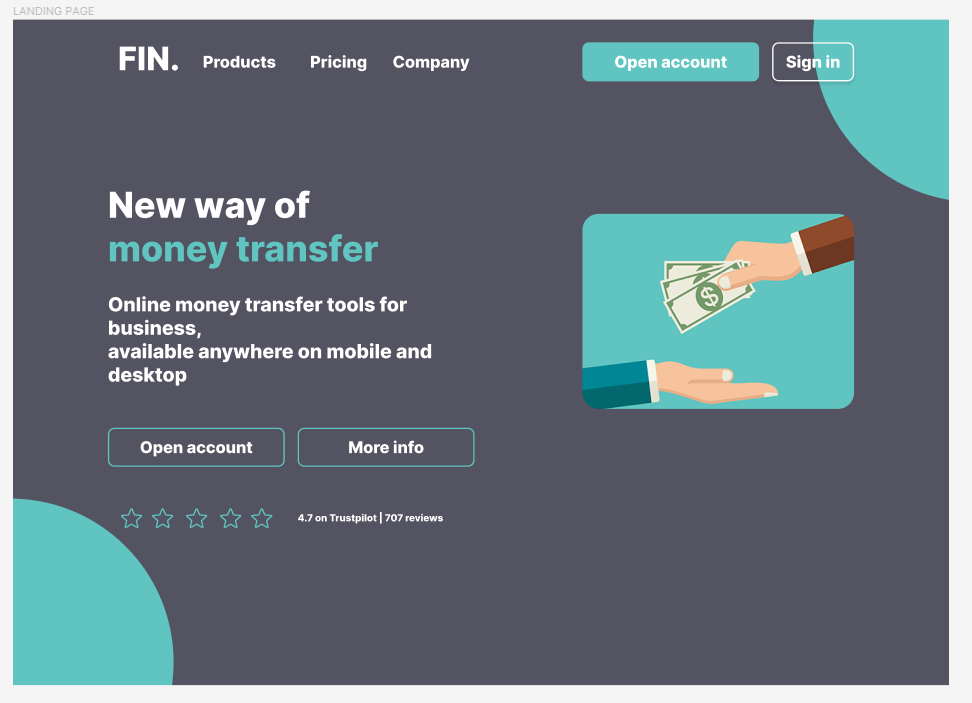 LANDING PAGE
FIN. Products Pricing Company Open account Sign in
New way of
money transfer
Online money transfer tools for
business,
available anywhere on mobile and
desktop
Open account More info
4.7 on Trustpilot | 707 reviews
$